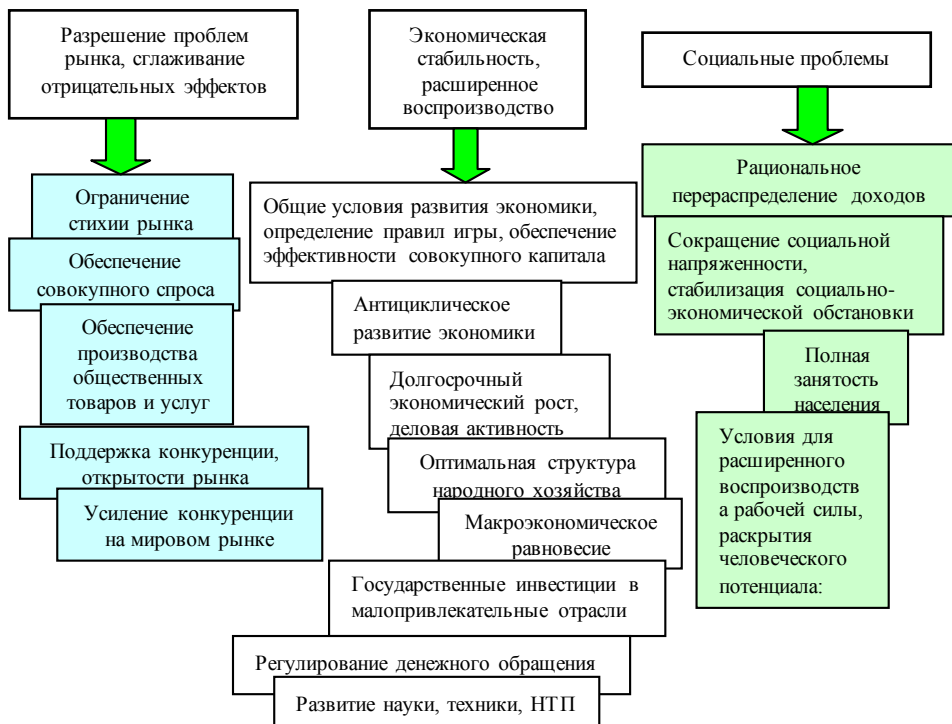 Разрешение проблем
рынка, сглаживание
отрицательных эффектов
Ограничение
стихии рынка
Обеспечение
совокупного спроса
Обеспечение
производства
общественных
товаров и услуг
Поддержка конкуренции,
открытости рынка
Усиление конкуренции
на мировом рынке
Экономическая
стабильность,
расширенное
воспроизводство
Общие условия развития экономики,
определение правил игры, обеспечение
эффективности совокупного капитала
Антициклическое
развитие экономики
Долгосрочный
экономический рост,
деловая активность
Оптимальная структура
народного хозяйства
Макроэкономическое
равновесие
Государственные инвестиции в
малопривлекательные отрасли
Регулирование денежного обращения
Развитие науки, техники, НТП
Социальные проблемы
Рациональное
перераспределение доходов
Сокращение социальной
напряженности,
стабилизация социально-
экономической обстановки
Полная
занятость
населения
Условия для
расширенного
воспроизводств
а рабочей силы,
раскрытия
человеческого
потенциала: